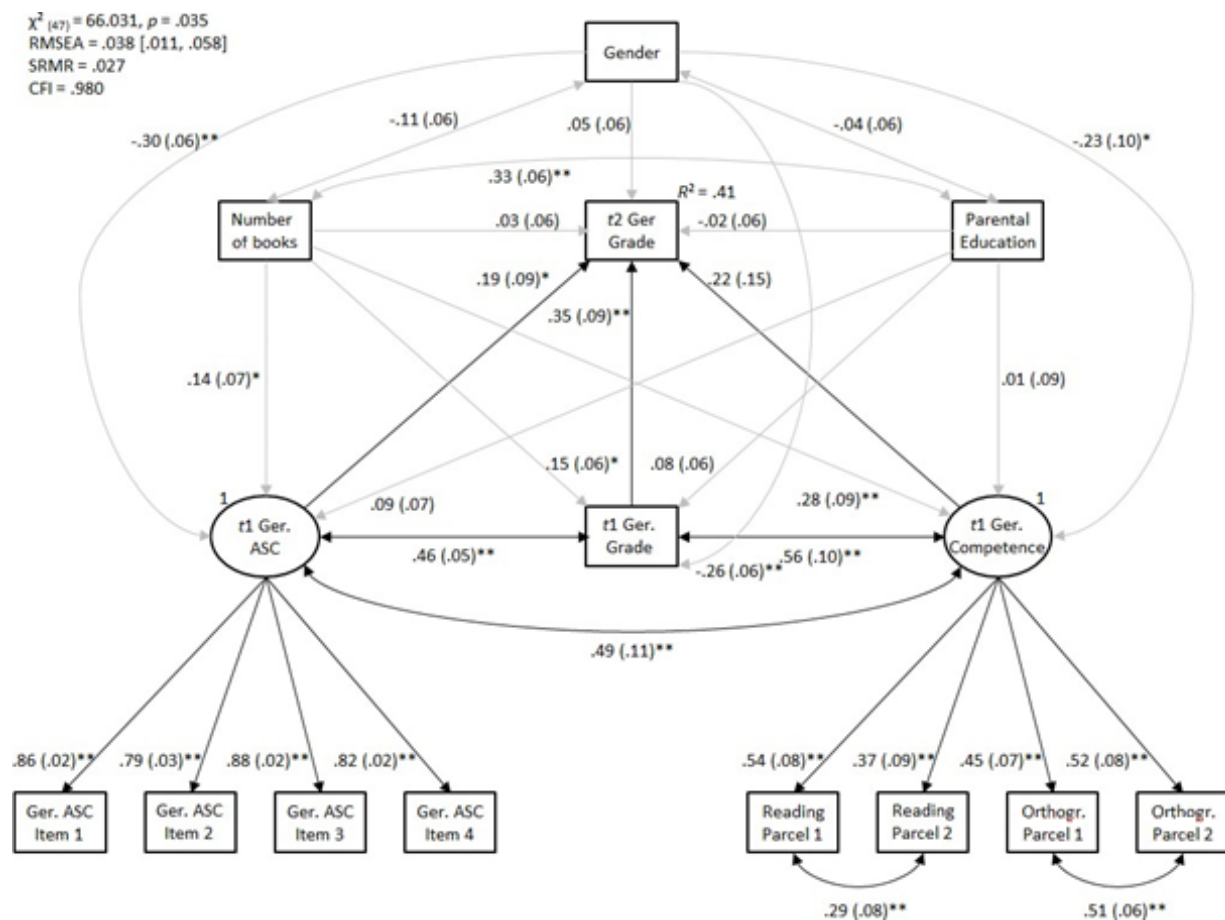 χ² (47) = 66.031, p = .035
RMSEA = .038 [.011, .058]
SRMR = .027
CFI = .980
Gender
-.30 (.06)**
-.11 (.06)
.05 (.06)
-.04 (.06)
-.23 (.10)*
.33 (.06)**
R² = .41
Number
of books
.03 (.06)
t2 Ger
Grade
-.02 (.06)
Parental
Education
.19 (.09)*
.22 (.15)
.35 (.09)**
.14 (.07)*
.01 (.09)
.15 (.06)*
.08 (.06)
1
.09 (.07)
.28 (.09)**
1
t1 Ger.
ASC
t1 Ger.
Grade
t1 Ger.
Competence
.46 (.05)**
.56 (.10)**
-.26 (.06)**
.49 (.11)**
.86 (.02)**
.79 (.03)**
.88 (.02)**
.82 (.02)**
.54 (.08)**
.37 (.09)**
.45 (.07)**
.52 (.08)**
Ger. ASC
Item 1
Ger. ASC
Item 2
Ger. ASC
Item 3
Ger. ASC
Item 4
Reading
Parcel 1
Reading
Parcel 2
Orthogr.
Parcel 1
Orthogr.
Parcel 2
.29 (.08)**
.51 (.06)**